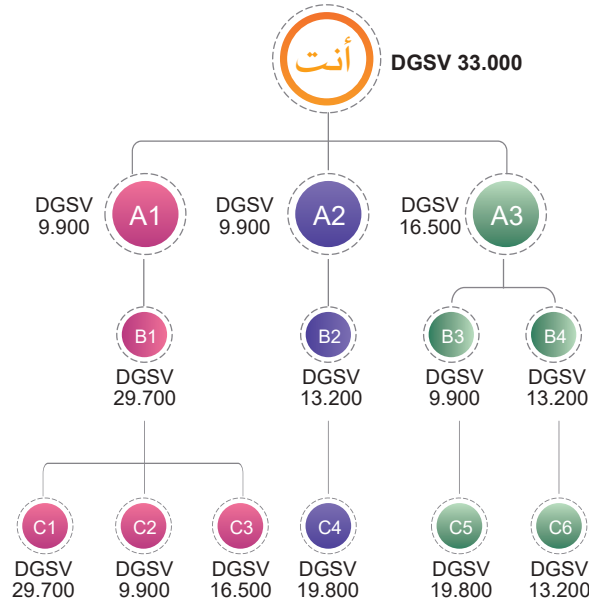 أنت
DGSV 33.000
DGSV
9.900
A1
DGSV
9.900
A2
DGSV
16.500
A3
B1
DGSV
29.700
B2
DGSV
13.200
B3
DGSV
9.900
B4
DGSV
13.200
C1
DGSV
29.700
C2
DGSV
9.900
C3
DGSV
16.500
C4
DGSV
19.800
C5
DGSV
19.800
C6
DGSV
13.200